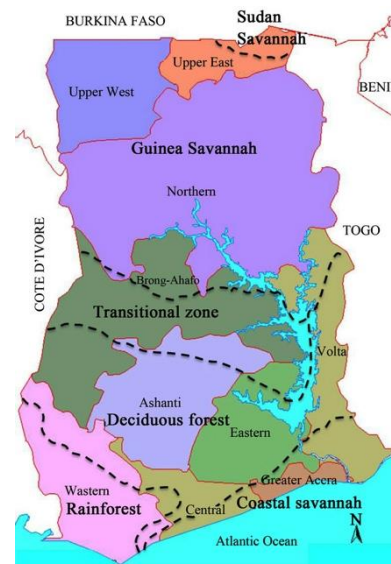 BURKINA FASO
Sudan
Savannah
Upper East
Upper West
BENI
Guinea Savannah
Northern
COTE D'IVORE
TOGO
Brong-Ahafo
Transitional zone
Volta
Ashanti
Deciduous forest
Eastern
Wastern
Rainforest
Greater Accra
Central
Coastal savannah
Atlantic Ocean
N